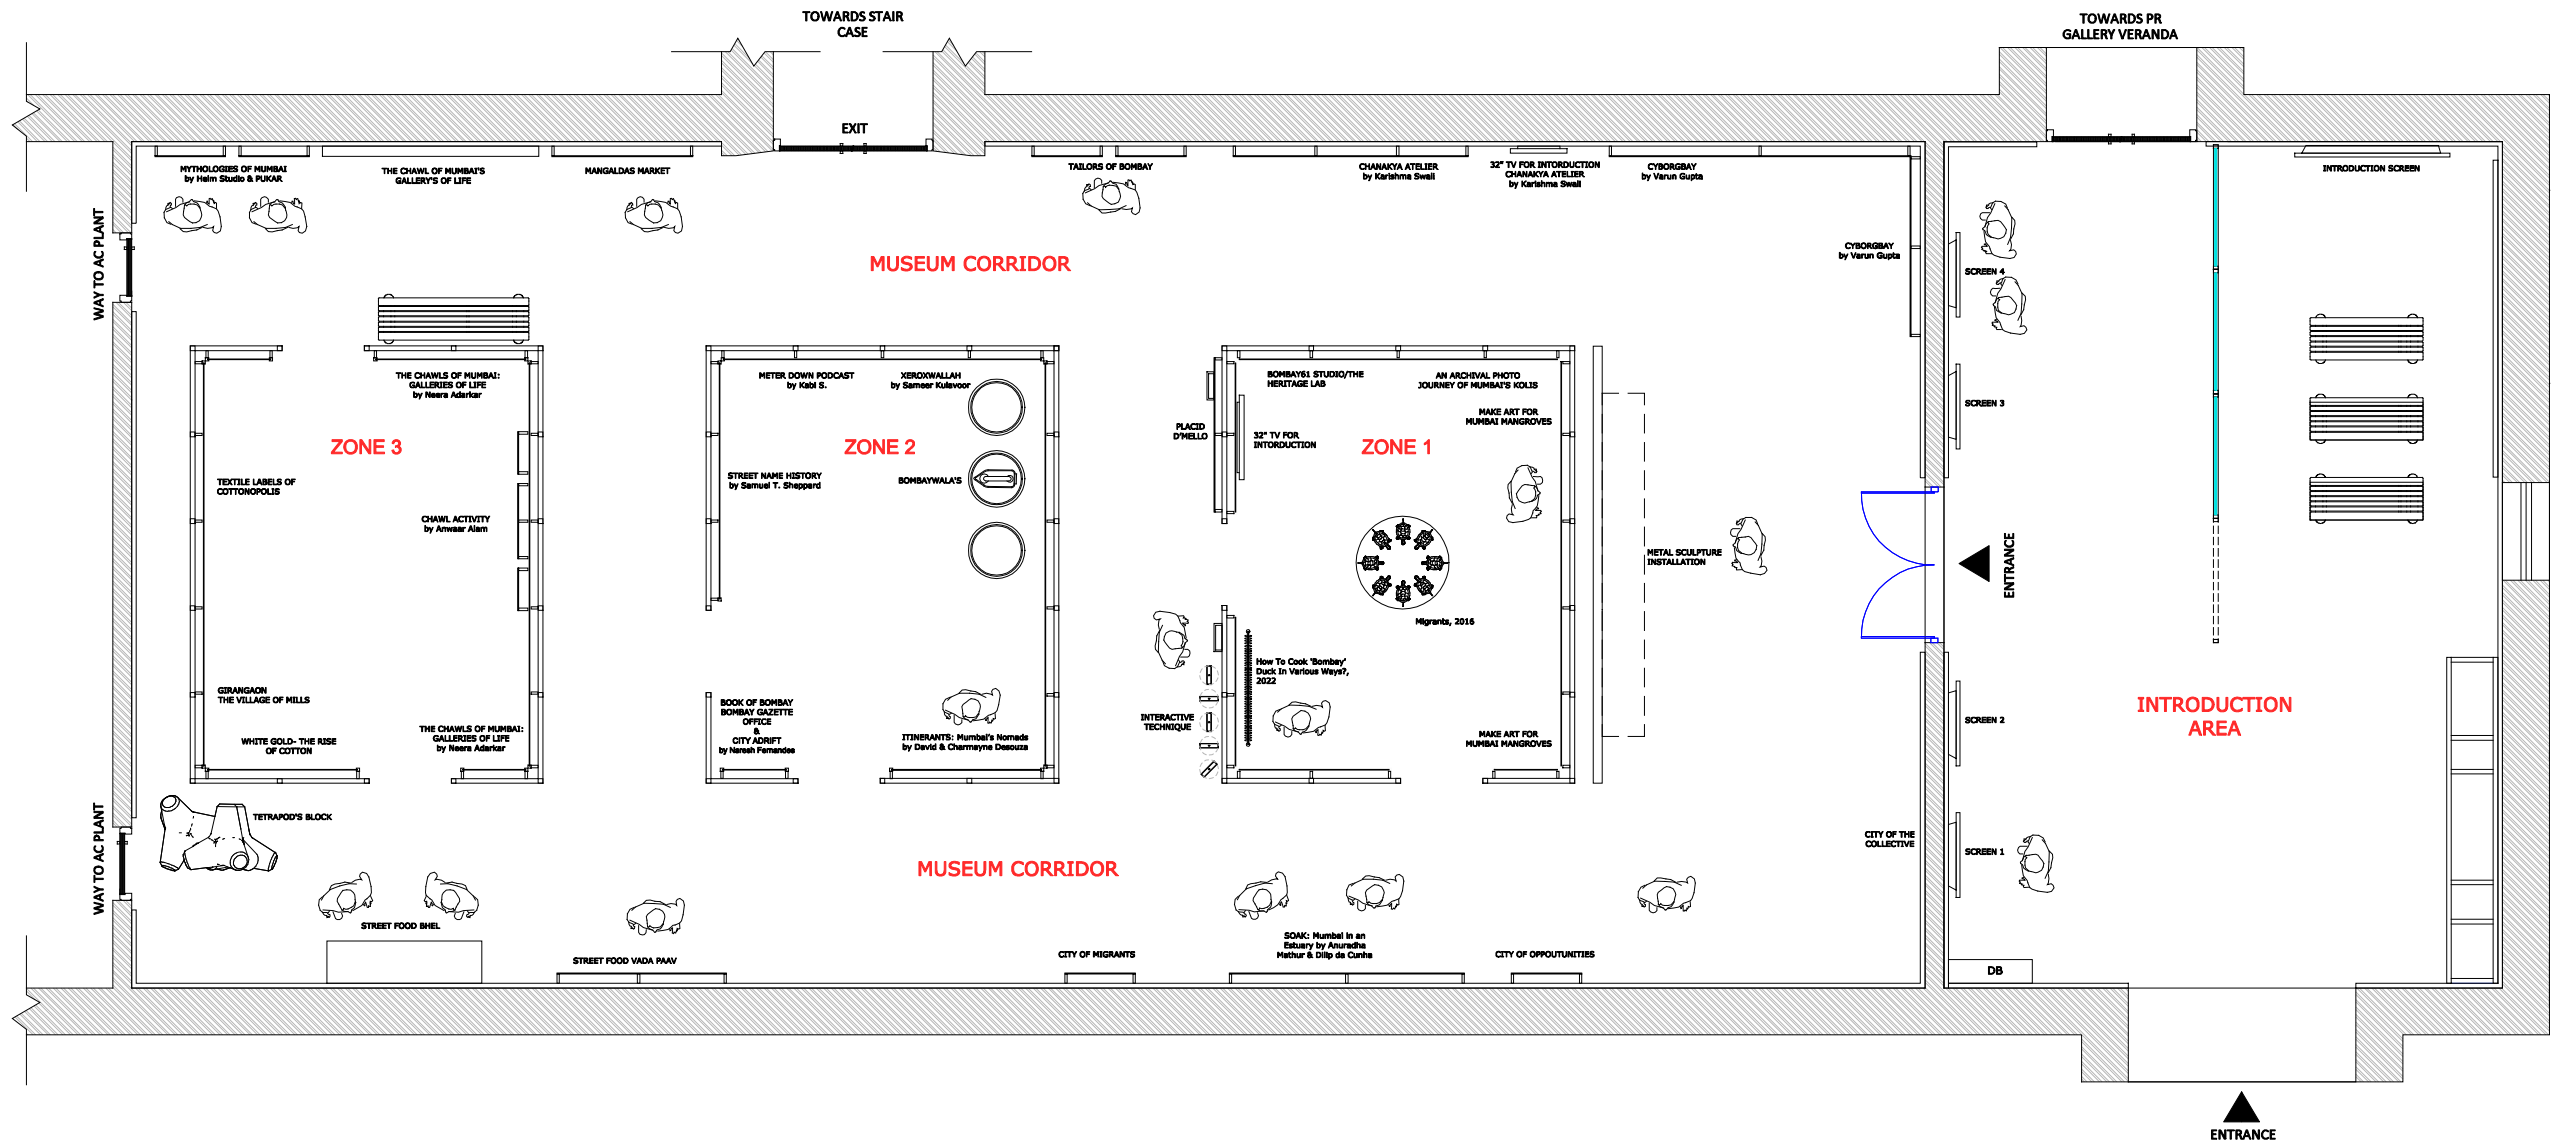 TOWARDS STAIR
CASE
TOWARDS PR
GALLERY VERANDA
EXIT
MYTHOLOGIES OF MUMBAI
by Heim Studio & PUKAR
THE CHAWL OF MUMBAI'S
GALLERY'S OF LIFE
MANGALDAS MARKET
TAILORS OF BOMBAY
CHANAKYA ATELIER
by Karishma Swali
32" TV FOR INTORDUCTION
CHANAKYA ATELIER
by Karishma Swali
CYBORGBAY
by Varun Gupta
INTRODUCTION SCREEN
WAY TO AC PLANT
MUSEUM CORRIDOR
CYBORGBAY
by Varun Gupta
SCREEN 4
THE CHAWLS OF MUMBAI:
GALLERIES OF LIFE
by Neera Adarkar
METER DOWN PODCAST
by Kabi S.
XEROXWALLAH
by Sameer Kulavoor
BOMBAY61 STUDIO/THE
HERITAGE LAB
AN ARCHIVAL PHOTO
JOURNEY OF MUMBAI'S KOLIS
SCREEN 3
MAKE ART FOR
MUMBAI MANGROVES
PLACID
D'MELLO
32" TV FOR
INTORDUCTION
ZONE 3
ZONE 2
ZONE 1
TEXTILE LABELS OF
COTTONOPOLIS
STREET NAME HISTORY
by Samuel T. Sheppard
BOMBAYWALA'S
CHAWL ACTIVITY
by Anwaar Alam
METAL SCULPTURE
INSTALLATION
ENTRANCE
Migrants, 2016
How To Cook 'Bombay'
Duck In Various Ways?,
2022
GIRANGAON
THE VILLAGE OF MILLS
BOOK OF BOMBAY
BOMBAY GAZETTE
OFFICE
&
CITY ADRIFT
by Naresh Fernandes
INTERACTIVE
TECHNIQUE
SCREEN 2
INTRODUCTION
AREA
THE CHAWLS OF MUMBAI:
GALLERIES OF LIFE
by Neera Adarkar
WHITE GOLD- THE RISE
OF COTTON
ITINERANTS: Mumbai's Nomads
by David & Charmayne Desouza
MAKE ART FOR
MUMBAI MANGROVES
TETRAPOD'S BLOCK
WAY TO AC PLANT
MUSEUM CORRIDOR
CITY OF THE
COLLECTIVE
SCREEN 1
STREET FOOD BHEL
STREET FOOD VADA PAAV
CITY OF MIGRANTS
SOAK: Mumbai in an
Estuary by Anuradha
Mathur & Dilip da Cunha
CITY OF OPPOUTUNITIES
DB
ENTRANCE